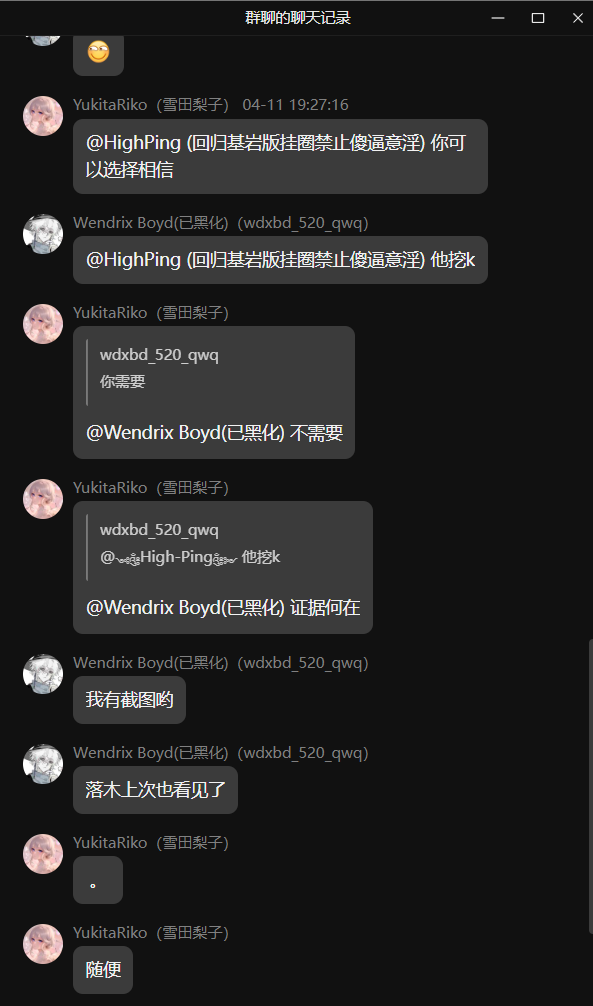 群聊的聊天记录
YukitaRiko（雪田梨子） 04-11 19:27:16
@HighPing (回归基岩版挂圈禁止傻逼意淫) 你可
以选择相信
Wendrix Boyd(已黑化)（wdxbd_520_qwq）
@HighPing (回归基岩版挂圈禁止傻逼意淫) 他挖k
YukitaRiko（雪田梨子）
wdxbd_520_qwq
你需要
@Wendrix Boyd(已黑化) 不需要
YukitaRiko（雪田梨子）
wdxbd_520_qwq
@High-Ping 他挖k
@Wendrix Boyd(已黑化) 证据何在
Wendrix Boyd(已黑化)（wdxbd_520_qwq）
我有截图哟
Wendrix Boyd(已黑化)（wdxbd_520_qwq）
落木上次也看见了
YukitaRiko（雪田梨子）
。
YukitaRiko（雪田梨子）
随便